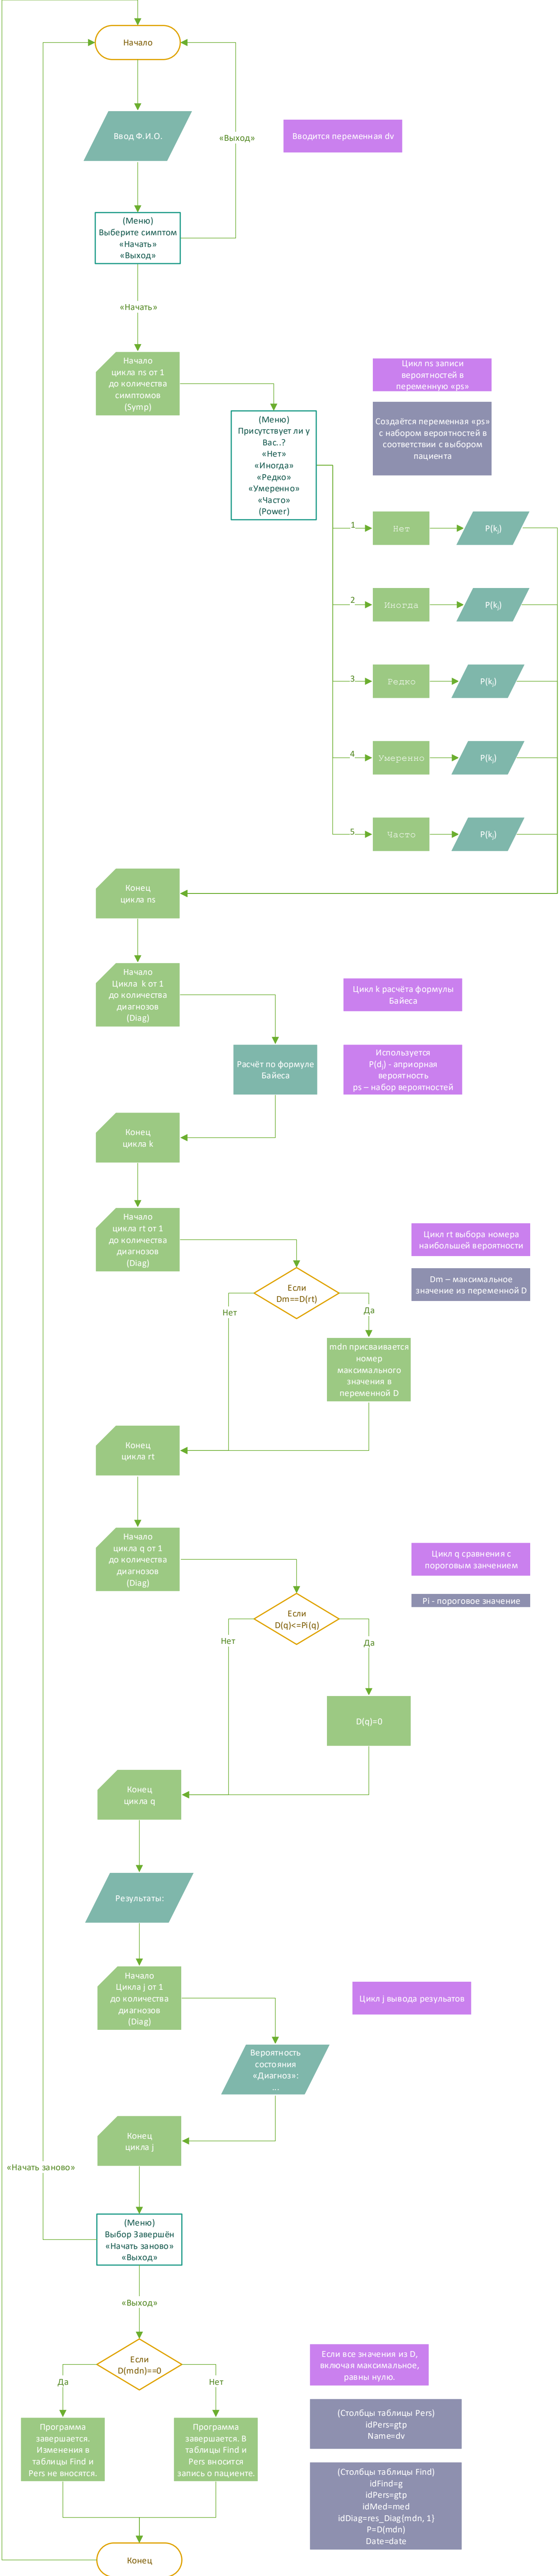 Начало
Ввод Ф.И.О.
«Выход»
Вводится переменная dv
(Меню)
Выберите симптом
«Начать»
«Выход»
«Начать»
Начало
цикла ns от 1
до количества
симптомов
(Symp)
Цикл ns записи
вероятностей в
переменную «ps»
(Меню)
Присутствует ли у
Вас..?
«Нет»
«Иногда»
«Редко»
«Умеренно»
«Часто»
(Power)
Создаётся переменная «ps»
с набором вероятностей в
соответствии с выбором
пациента
1
Нет
P(kj)
2
Иногда
P(kj)
3
Редко
P(kj)
4
Умеренно
P(kj)
5
Часто
P(kj)
Конец
цикла ns
Начало
Цикла k от 1
до количества
диагнозов
(Diag)
Цикл k расчёта формулы
Байеса
Расчёт по формуле
Байеса
Используется
P(di) - априорная
вероятность
ps – набор вероятностей
Конец
цикла k
Начало
цикла rt от 1
до количества
диагнозов
(Diag)
Цикл rt выбора номера
наибольшей вероятности
Если
Dm==D(rt)
Dm – максимальное
значение из переменной D
Нет
Да
mdn присваивается
номер
максимального
значения в
переменной D
Конец
цикла rt
Начало
цикла q от 1
до количества
диагнозов
(Diag)
Цикл q сравнения с
пороговым занчением
Если
D(q)<=Pi(q)
Pi - пороговое значение
Нет
Да
D(q)=0
Конец
цикла q
Результаты:
Начало
Цикла j от 1
до количества
диагнозов
(Diag)
Цикл j вывода резульатов
Вероятность
состояния
«Диагноз»:
...
Конец
цикла j
«Начать заново»
(Меню)
Выбор Завершён
«Начать заново»
«Выход»
«Выход»
Если
D(mdn)==0
Если все значения из D,
включая максимальное,
равны нулю.
Да
Нет
Программа
завершается.
Изменения в
таблицы Find и
Pers не вносятся.
Программа
завершается. В
таблицы Find и
Pers вносится
запись о пациенте.
(Столбцы таблицы Pers)
idPers=gtp
Name=dv
(Столбцы таблицы Find)
idFind=g
idPers=gtp
idMed=med
idDiag=res_Diag{mdn, 1}
P=D(mdn)
Date=date
Конец